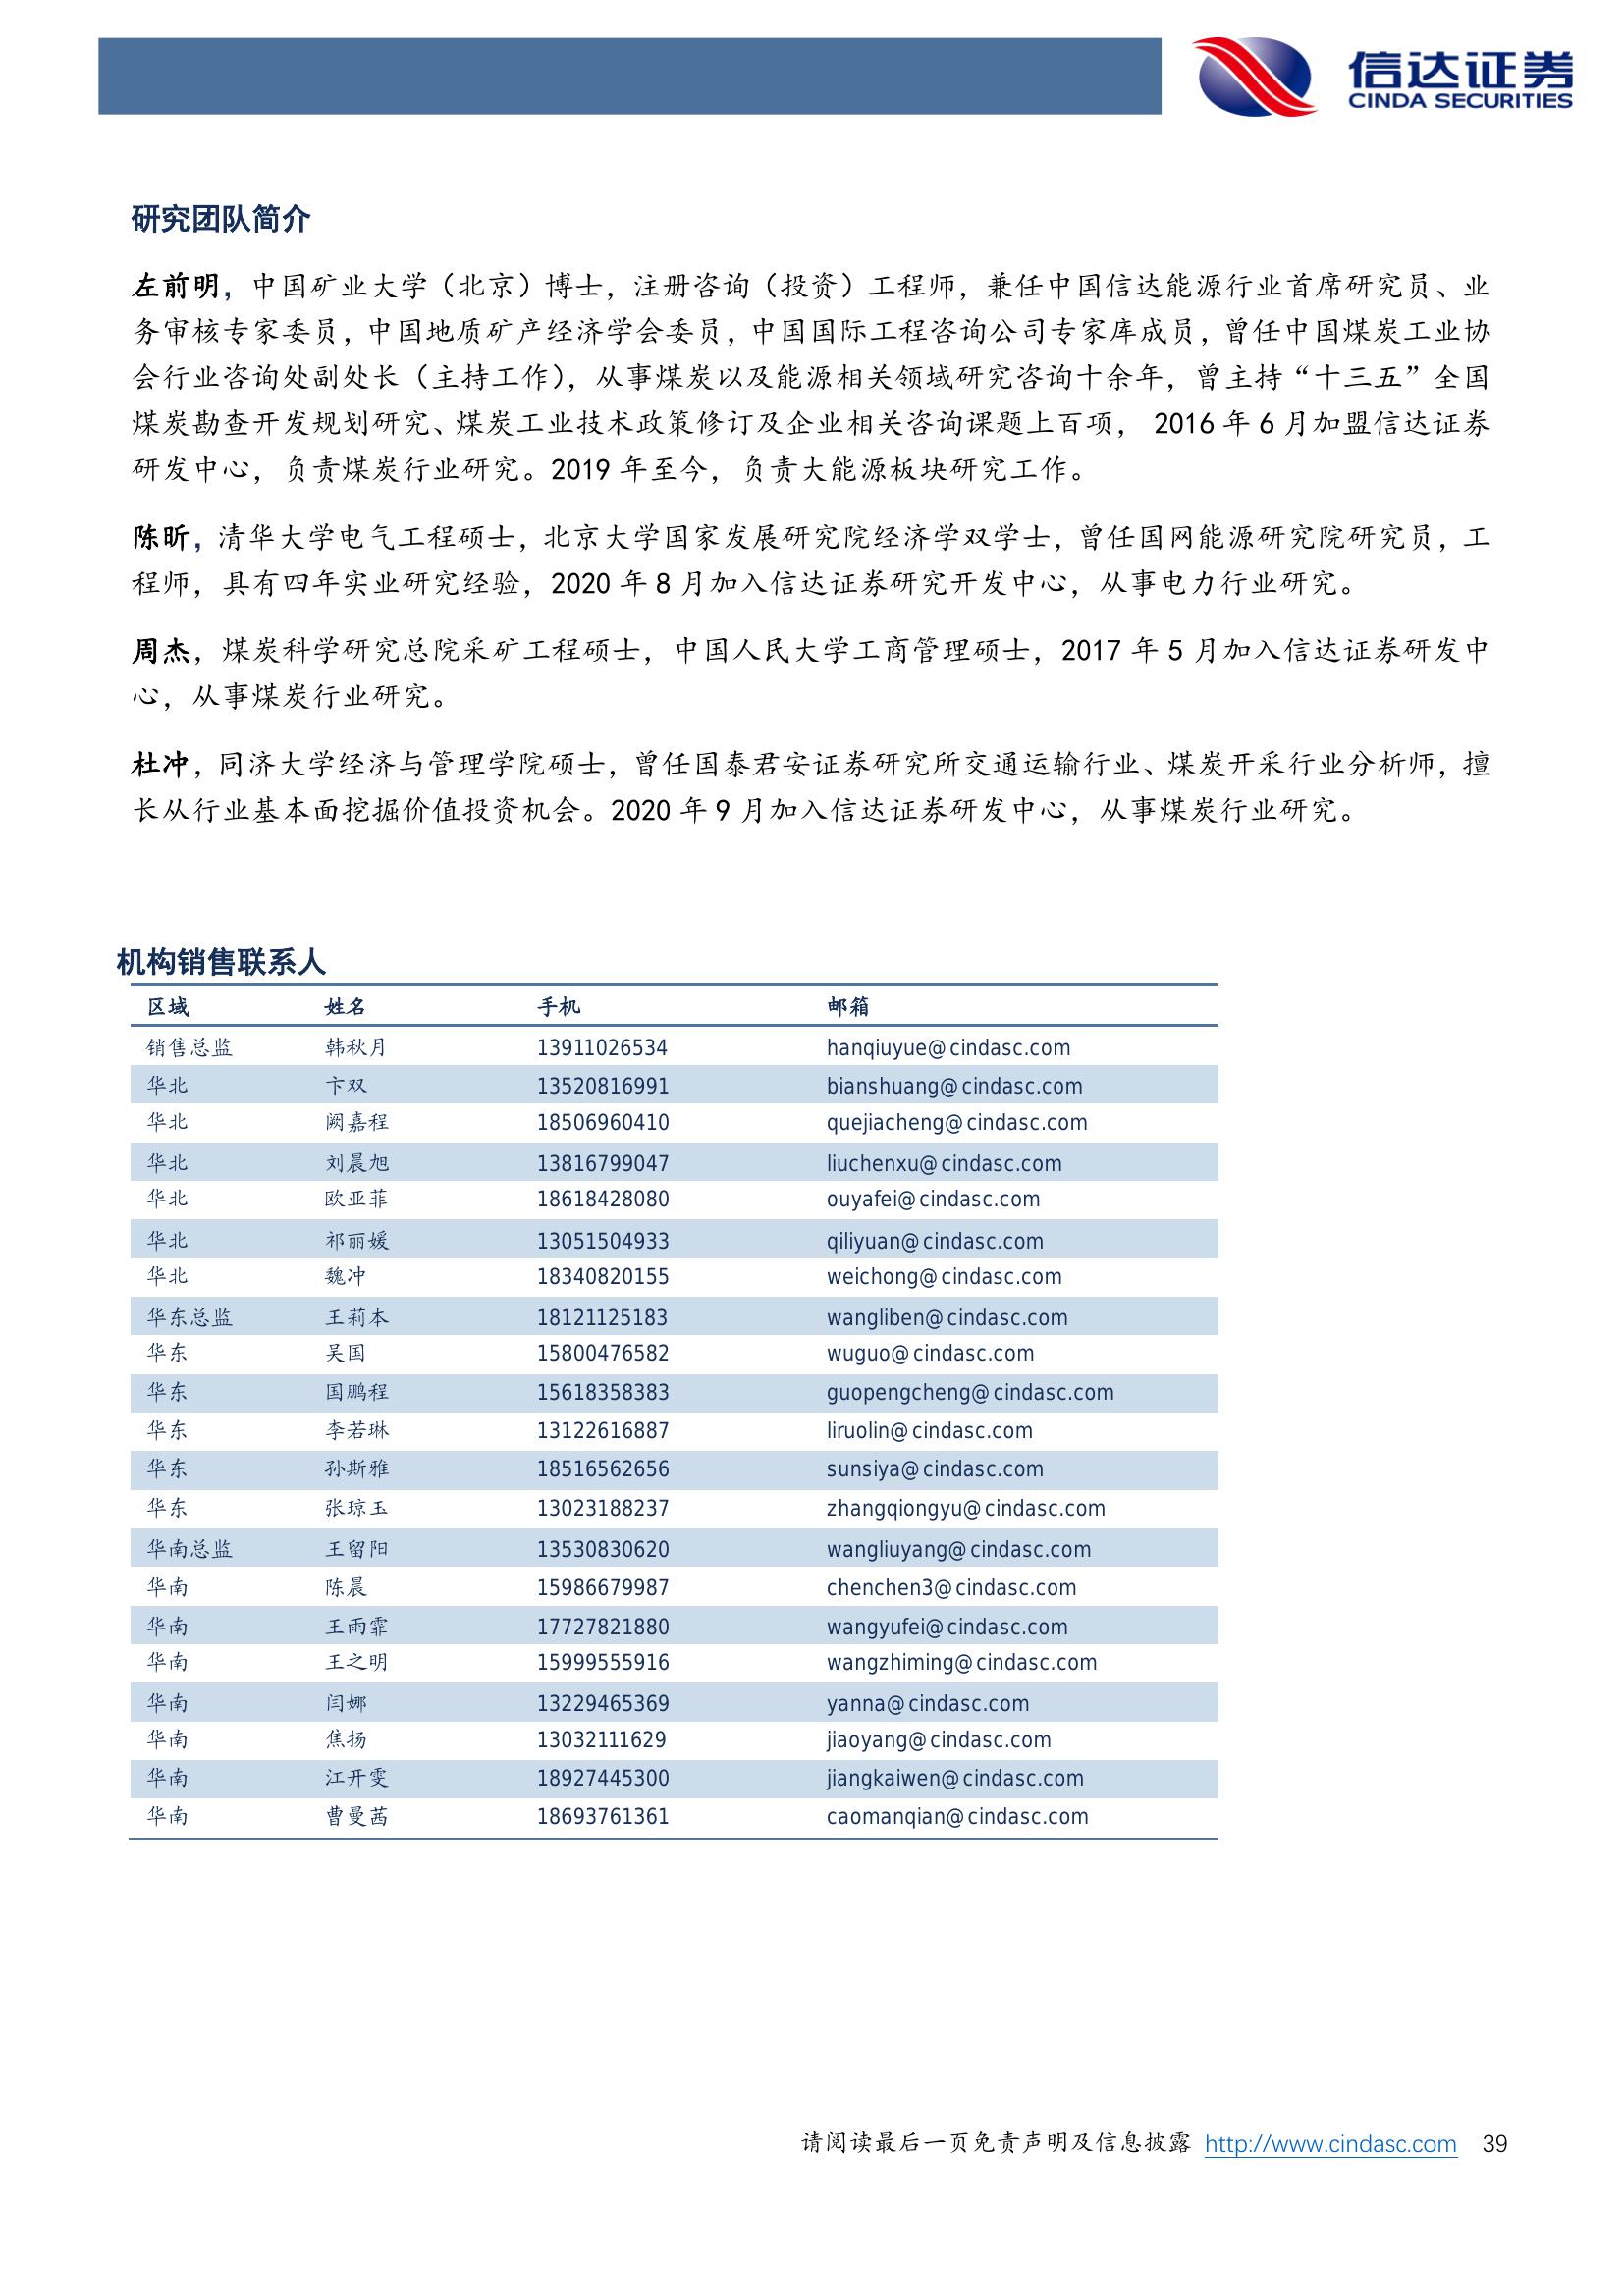 信达证券
CINDA SECURITIES
研究团队简介
左前明，中国矿业大学（北京）博士，注册咨询（投资）工程师，兼任中国信达能源行业首席研究员、业
务审核专家委员，中国地质矿产经济学会委员，中国国际工程咨询公司专家库成员，曾任中国煤炭工业协
会行业咨询处副处长（主持工作），从事煤炭以及能源相关领域研究咨询十余年，曾主持“十三五”全国
煤炭勘查开发规划研究、煤炭工业技术政策修订及企业相关咨询课题上百项， 2016 年 6 月加盟信达证券
研发中心，负责煤炭行业研究。2019 年至今，负责大能源板块研究工作。
陈昕，清华大学电气工程硕士，北京大学国家发展研究院经济学双学士，曾任国网能源研究院研究员，工
程师，具有四年实业研究经验，2020 年 8 月加入信达证券研究开发中心，从事电力行业研究。
周杰，煤炭科学研究总院采矿工程硕士，中国人民大学工商管理硕士，2017 年 5 月加入信达证券研发中
心，从事煤炭行业研究。
杜冲，同济大学经济与管理学院硕士，曾任国泰君安证券研究所交通运输行业、煤炭开采行业分析师，擅
长从行业基本面挖掘价值投资机会。2020 年 9 月加入信达证券研发中心，从事煤炭行业研究。
机构销售联系人
区域 姓名 手机 邮箱
销售总监 韩秋月 13911026534 hanqiuyue@cindasc.com
华北 卞双 13520816991 bianshuang@cindasc.com
华北 阙嘉程 18506960410 quejiacheng@cindasc.com
华北 刘晨旭 13816799047 liuchenxu@cindasc.com
华北 欧亚菲 18618428080 ouyafei@cindasc.com
华北 祁丽媛 13051504933 qiliyuan@cindasc.com
华北 魏冲 18340820155 weichong@cindasc.com
华东总监 王莉本 18121125183 wangliben@cindasc.com
华东 吴国 15800476582 wuguo@cindasc.com
华东 国鹏程 15618358383 guopengcheng@cindasc.com
华东 李若琳 13122616887 liruolin@cindasc.com
华东 孙斯雅 18516562656 sunsiya@cindasc.com
华东 张琼玉 13023188237 zhangqiongyu@cindasc.com
华南总监 王留阳 13530830620 wangliuyang@cindasc.com
华南 陈晨 15986679987 chenchen3@cindasc.com
华南 王雨霏 17727821880 wangyufei@cindasc.com
华南 王之明 15999555916 wangzhiming@cindasc.com
华南 闫娜 13229465369 yanna@cindasc.com
华南 焦扬 13032111629 jiaoyang@cindasc.com
华南 江开雯 18927445300 jiangkaiwen@cindasc.com
华南 曹曼茜 18693761361 caomanqian@cindasc.com
请阅读最后一页免责声明及信息披露 http://www.cindasc.com 39